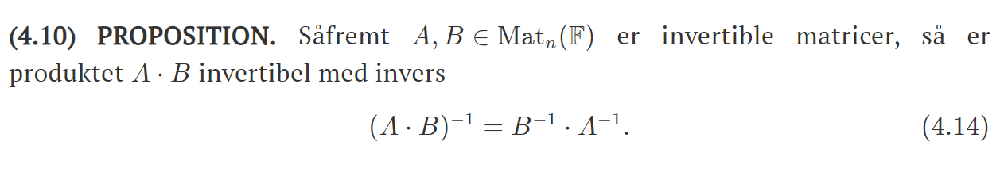 (4.10) PROPOSITION. Såfremt A, B ∈ Matₙ(𝔽) er invertible matricer, så er
produktet A · B invertibel med invers
(A · B)⁻¹ = B⁻¹ · A⁻¹. (4.14)